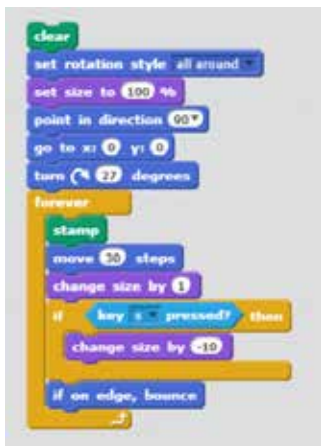 clear
set rotation style all around
set size to 100 %
point in direction 90
go to x: 0 y: 0
turn 27 degrees
forever
stamp
move 30 steps
change size by 1
if key s pressed? then
change size by -10
if on edge, bounce